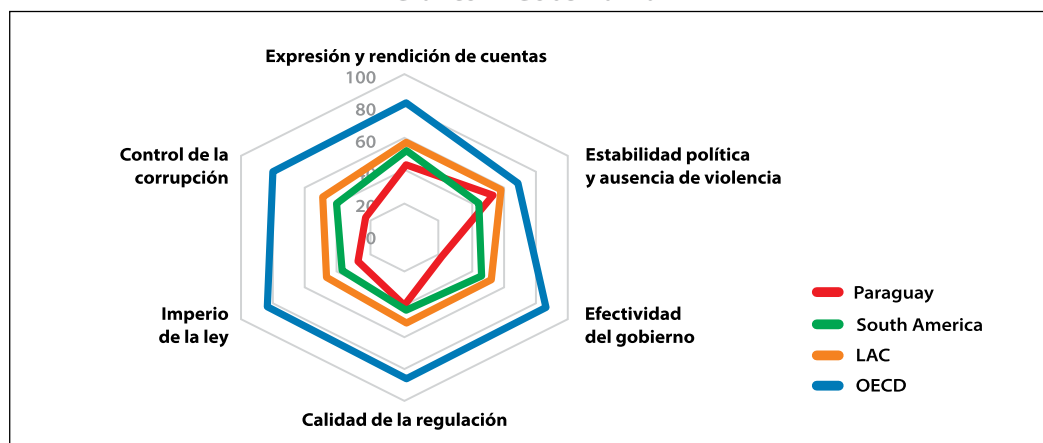 Expresión y rendición de cuentas
100
80
60
20
0
Control de la
corrupción
Estabilidad política
y ausencia de violencia
Imperio
de la ley
Efectividad
del gobierno
Calidad de la regulación
Paraguay
South America
LAC
OECD